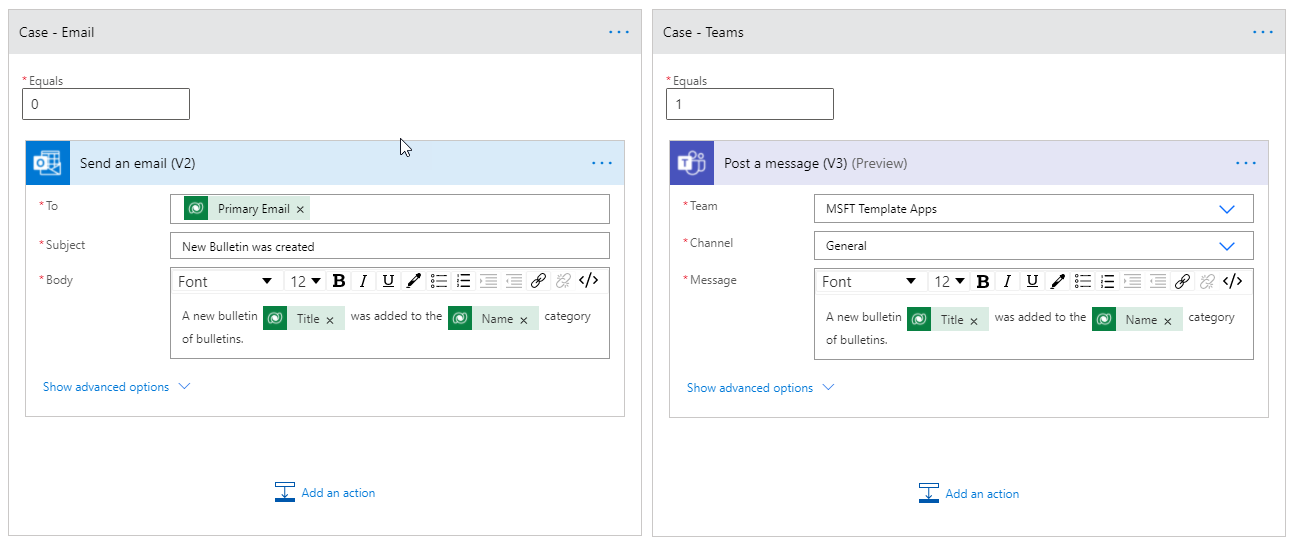 Case - Email
* Equals
0
Send an email (V2)
* To
Primary Email ×
* Subject
New Bulletin was created
* Body
Font 12 B I U </>
A new bulletin Title × was added to the Name × category
of bulletins.
Show advanced options
Add an action
Case - Teams
* Equals
1
Post a message (V3) (Preview)
* Team
MSFT Template Apps
* Channel
General
* Message
Font 12 B I U </>
A new bulletin Title × was added to the Name × category
of bulletins.
Show advanced options
Add an action